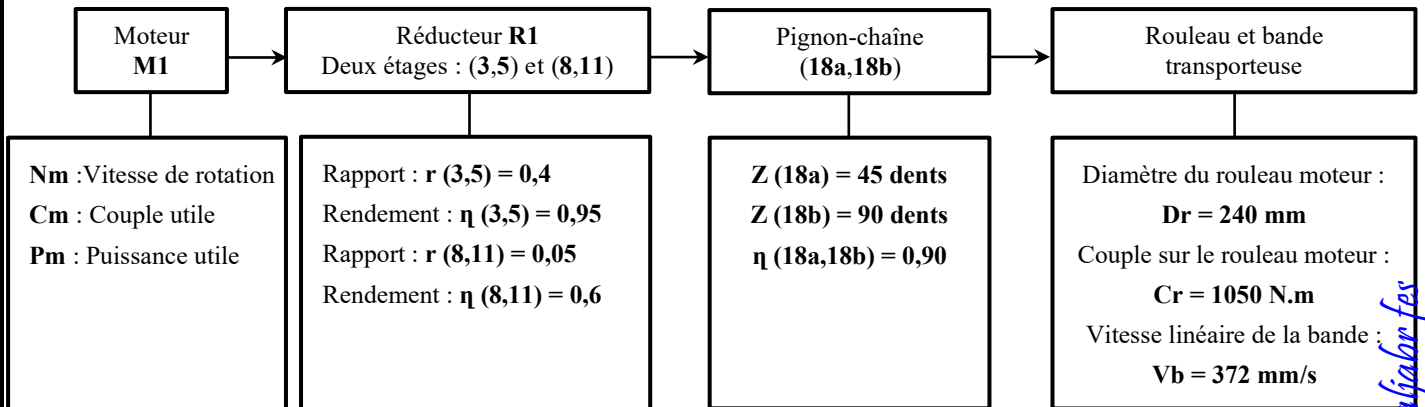 Moteur
M1
Réducteur R1
Deux étages : (3,5) et (8,11)
Pignon-chaîne
(18a,18b)
Rouleau et bande
transporteuse
Nm :Vitesse de rotation
Cm : Couple utile
Pm : Puissance utile
Rapport : r (3,5) = 0,4
Rendement : η (3,5) = 0,95
Rapport : r (8,11) = 0,05
Rendement : η (8,11) = 0,6
Z (18a) = 45 dents
Z (18b) = 90 dents
η (18a,18b) = 0,90
Diamètre du rouleau moteur :
Dr = 240 mm
Couple sur le rouleau moteur :
Cr = 1050 N.m
Vitesse linéaire de la bande :
Vb = 372 mm/s
fes